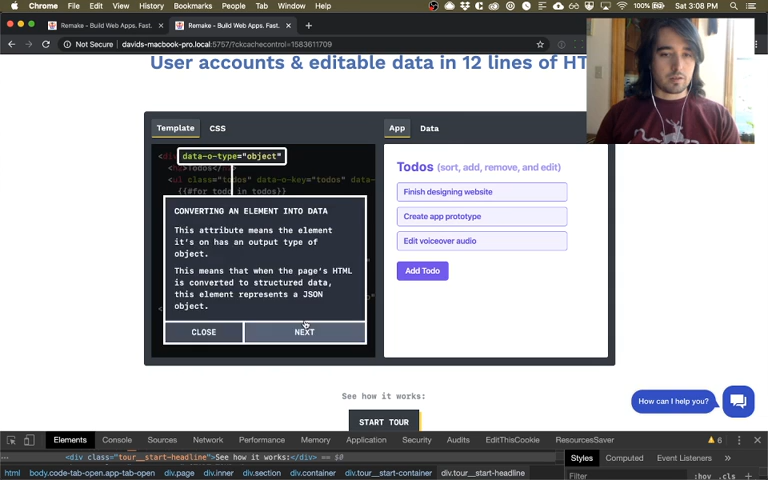 Chrome File Edit View History Bookmarks People Tab Window Help
100% Sat 3:08 PM
Remake - Build Web Apps. Fast.
Remake - Build Web Apps. Fast.
Not Secure davids-macbook-pro.local:5757/?ckcachecontrol=1583611709
User accounts & editable data in 12 lines of HT
Template CSS
App Data
data-o-type="object"
<ul class="todos" data-o-key="todos" data-
{{#for todo in todos}}
CONVERTING AN ELEMENT INTO DATA
This attribute means the element
it's on has an output type of
object.
This means that when the page's HTML
is converted to structured data,
this element represents a JSON
object.
CLOSE NEXT
Todos (sort, add, remove, and edit)
Finish designing website
Create app prototype
Edit voiceover audio
Add Todo
See how it works:
START TOUR
How can I help you?
Elements Console Sources Network Performance Memory Application Security Audits EditThisCookie ResourcesSaver
6
<div class="tour__start-headline">See how it works:</div> == $0
html body.code-tab-open.app-tab-open div.page div.inner div.section div.container div.tour__start-container div.tour__start-headline
Styles Computed Event Listeners
Filter :hov .cls